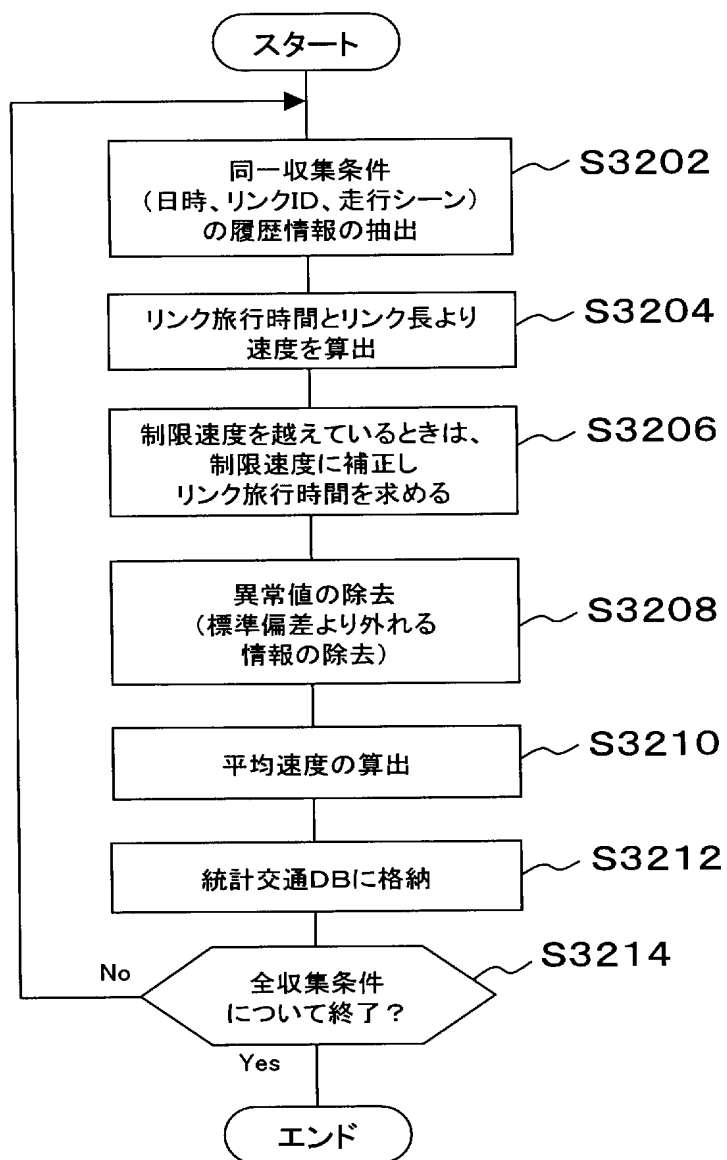 スタート
同一収集条件
(日時、リンクID、走行シーン)
の履歴情報の抽出
S3202
リンク旅行時間とリンク長より
速度を算出
S3204
制限速度を越えているときは、
制限速度に補正し
リンク旅行時間を求める
S3206
異常値の除去
(標準偏差より外れる
情報の除去)
S3208
平均速度の算出
S3210
統計交通DBに格納
S3212
全収集条件
について終了?
S3214
No
Yes
エンド